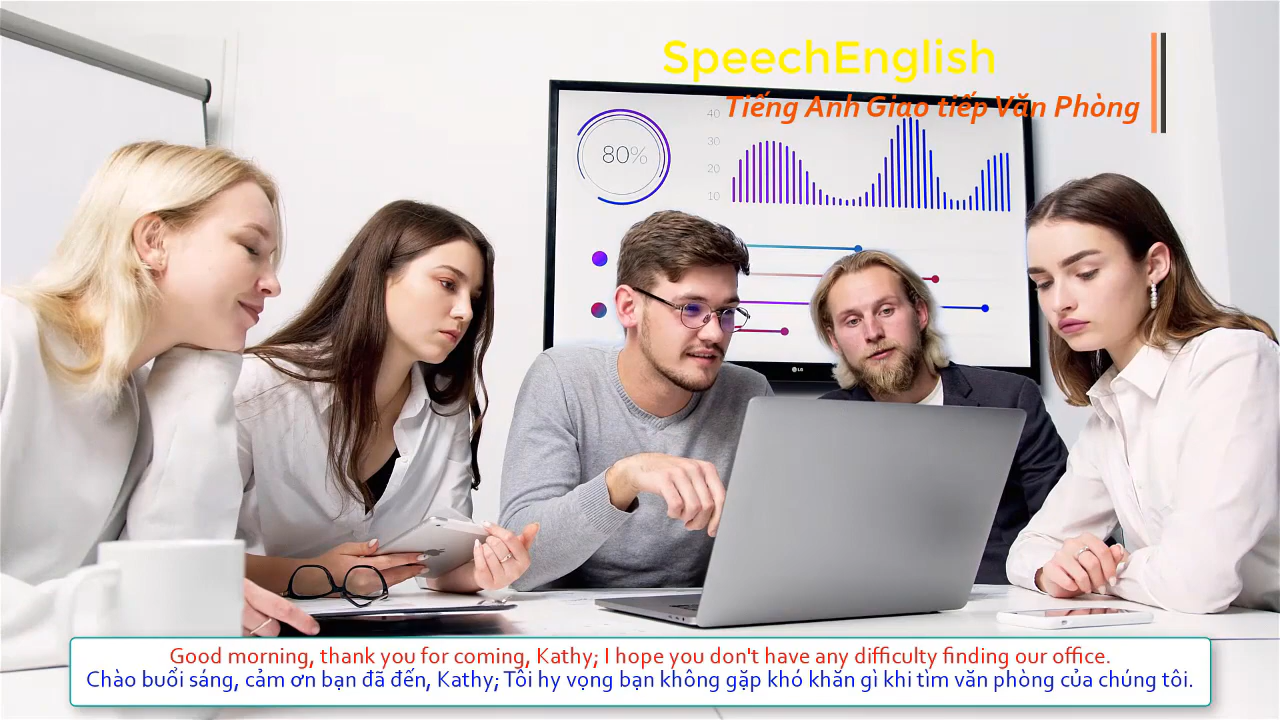 SpeechEnglish
Tiếng Anh Giao tiếp Văn Phòng
80%
40
30
20
10
LG
Good morning, thank you for coming, Kathy; I hope you don't have any difficulty finding our office.
Chào buổi sáng, cảm ơn bạn đã đến, Kathy; Tôi hy vọng bạn không gặp khó khăn gì khi tìm văn phòng của chúng tôi.